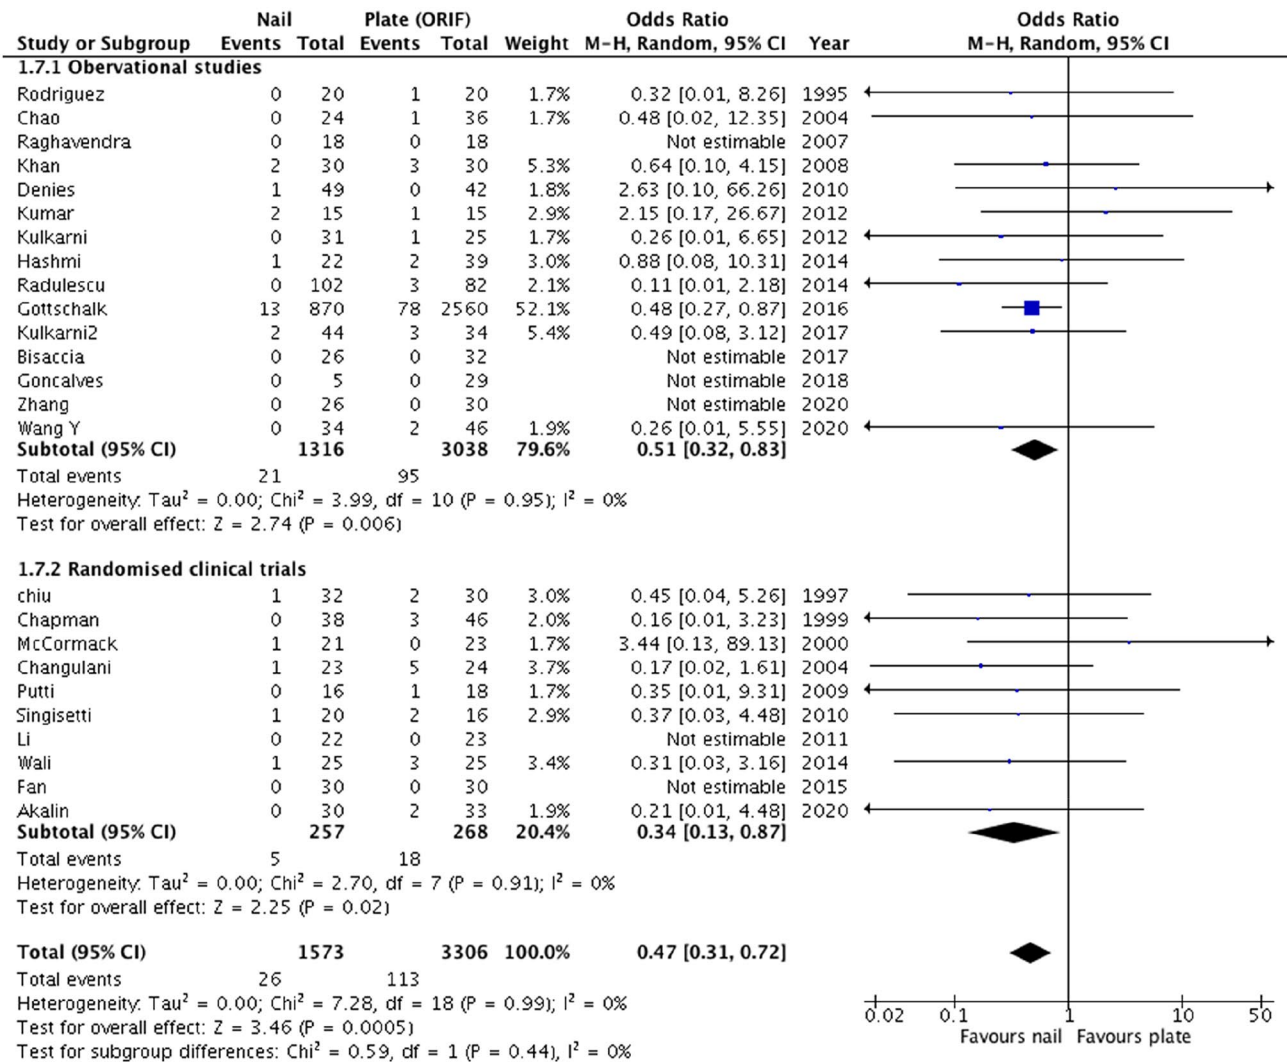 Nail Plate (ORIF) Odds Ratio Odds Ratio
Study or Subgroup Events Total Events Total Weight M-H, Random, 95% CI Year M-H, Random, 95% CI
1.7.1 Obervational studies
Rodriguez 0 20 1 20 1.7% 0.32 [0.01, 8.26] 1995
Chao 0 24 1 36 1.7% 0.48 [0.02, 12.35] 2004
Raghavendra 0 18 0 18 Not estimable 2007
Khan 2 30 3 30 5.3% 0.64 [0.10, 4.15] 2008
Denies 1 49 0 42 1.8% 2.63 [0.10, 66.26] 2010
Kumar 2 15 1 15 2.9% 2.15 [0.17, 26.67] 2012
Kulkarni 0 31 1 25 1.7% 0.26 [0.01, 6.65] 2012
Hashmi 1 22 2 39 3.0% 0.88 [0.08, 10.31] 2014
Radulescu 0 102 3 82 2.1% 0.11 [0.01, 2.18] 2014
Gottschalk 13 870 78 2560 52.1% 0.48 [0.27, 0.87] 2016
Kulkarni2 2 44 3 34 5.4% 0.49 [0.08, 3.12] 2017
Bisaccia 0 26 0 32 Not estimable 2017
Goncalves 0 5 0 29 Not estimable 2018
Zhang 0 26 0 30 Not estimable 2020
Wang Y 0 34 2 46 1.9% 0.26 [0.01, 5.55] 2020
Subtotal (95% CI) 1316 3038 79.6% 0.51 [0.32, 0.83]
Total events 21 95
Heterogeneity: Tau² = 0.00; Chi² = 3.99, df = 10 (P = 0.95); I² = 0%
Test for overall effect: Z = 2.74 (P = 0.006)
1.7.2 Randomised clinical trials
chiu 1 32 2 30 3.0% 0.45 [0.04, 5.26] 1997
Chapman 0 38 3 46 2.0% 0.16 [0.01, 3.23] 1999
McCormack 1 21 0 23 1.7% 3.44 [0.13, 89.13] 2000
Changulani 1 23 5 24 3.7% 0.17 [0.02, 1.61] 2004
Putti 0 16 1 18 1.7% 0.35 [0.01, 9.31] 2009
Singisetti 1 20 2 16 2.9% 0.37 [0.03, 4.48] 2010
Li 0 22 0 23 Not estimable 2011
Wali 1 25 3 25 3.4% 0.31 [0.03, 3.16] 2014
Fan 0 30 0 30 Not estimable 2015
Akalin 0 30 2 33 1.9% 0.21 [0.01, 4.48] 2020
Subtotal (95% CI) 257 268 20.4% 0.34 [0.13, 0.87]
Total events 5 18
Heterogeneity: Tau² = 0.00; Chi² = 2.70, df = 7 (P = 0.91); I² = 0%
Test for overall effect: Z = 2.25 (P = 0.02)
Total (95% CI) 1573 3306 100.0% 0.47 [0.31, 0.72]
Total events 26 113
Heterogeneity: Tau² = 0.00; Chi² = 7.28, df = 18 (P = 0.99); I² = 0%
Test for overall effect: Z = 3.46 (P = 0.0005)
Test for subgroup differences: Chi² = 0.59, df = 1 (P = 0.44), I² = 0%
0.02 0.1 1 10 50
Favours nail Favours plate